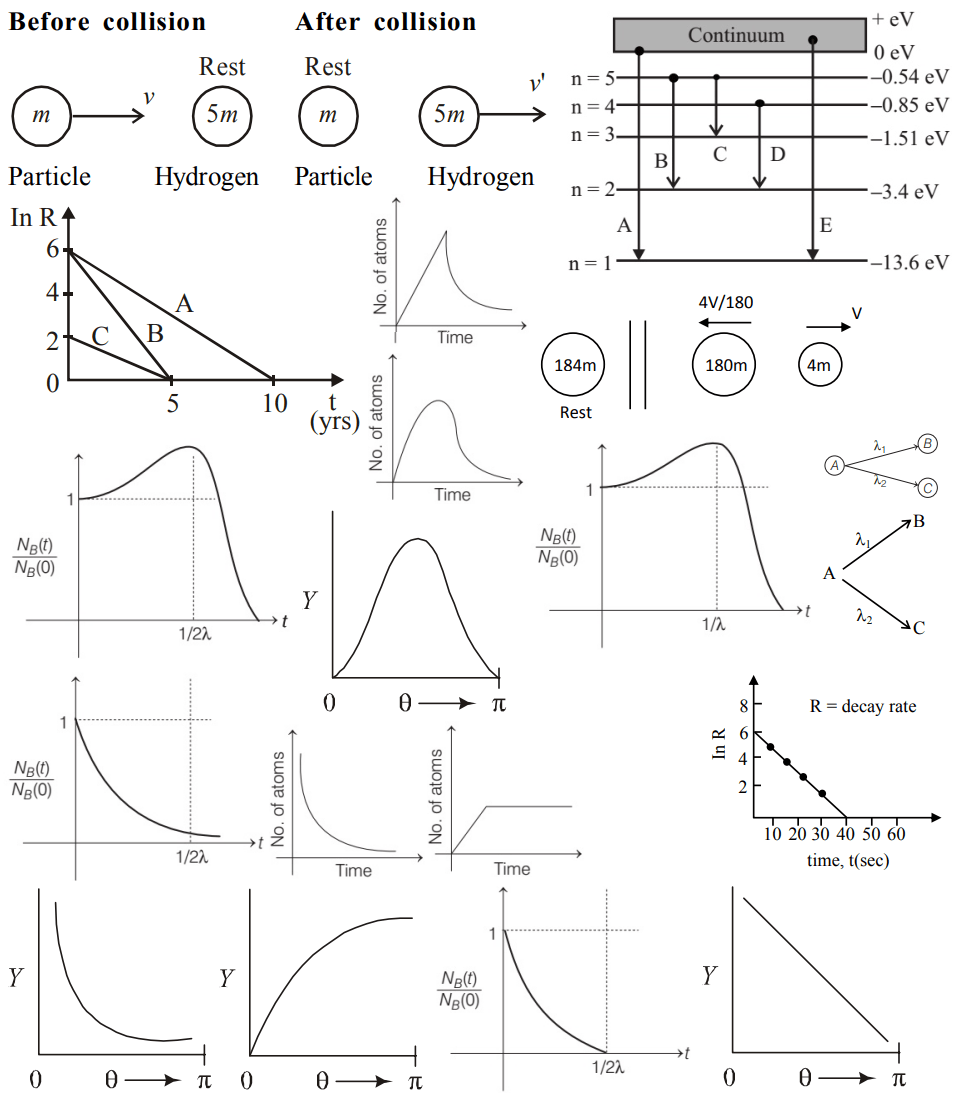 Before collision After collision
m v Rest 5m Rest m 5m v'
Particle Hydrogen Particle Hydrogen
+ eV
Continuum
0 eV
n = 5 –0.54 eV
n = 4 –0.85 eV
n = 3 –1.51 eV
B C D
n = 2 –3.4 eV
A E
n = 1 –13.6 eV
In R
6
4
2
0
A
B
C
5 10 t
(yrs)
No. of atoms
Time
No. of atoms
Time
4V/180 V
184m 180m 4m
Rest
1
N_B(t)
N_B(0)
1/2λ t
Y
0 θ π
1
N_B(t)
N_B(0)
1/λ t
A λ₁ B
λ₂ C
A λ₁ B
λ₂ C
1
N_B(t)
N_B(0)
1/2λ t
No. of atoms
Time
No. of atoms
Time
R = decay rate
ln R
8
6
4
2
10 20 30 40 50 60
time, t(sec)
Y
0 θ π
Y
0 θ π
1
N_B(t)
N_B(0)
1/2λ t
Y
0 θ π